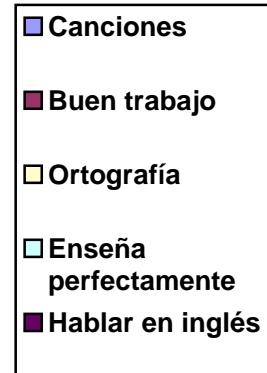 Canciones
Buen trabajo
Ortografía
Enseña
perfectamente
Hablar en inglés